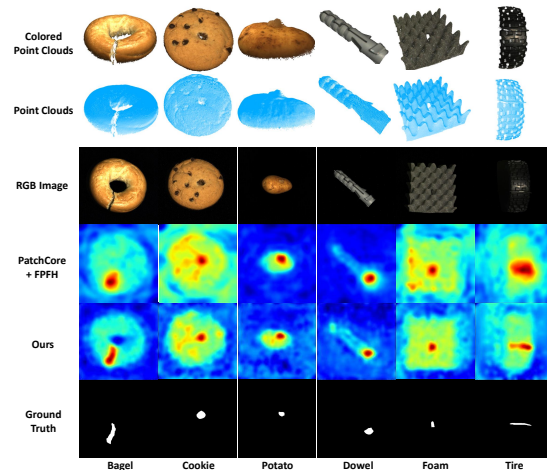 Colored
Point Clouds
Point Clouds
RGB Image
PatchCore
+ FPFH
Ours
Ground
Truth
Bagel Cookie Potato Dowel Foam Tire